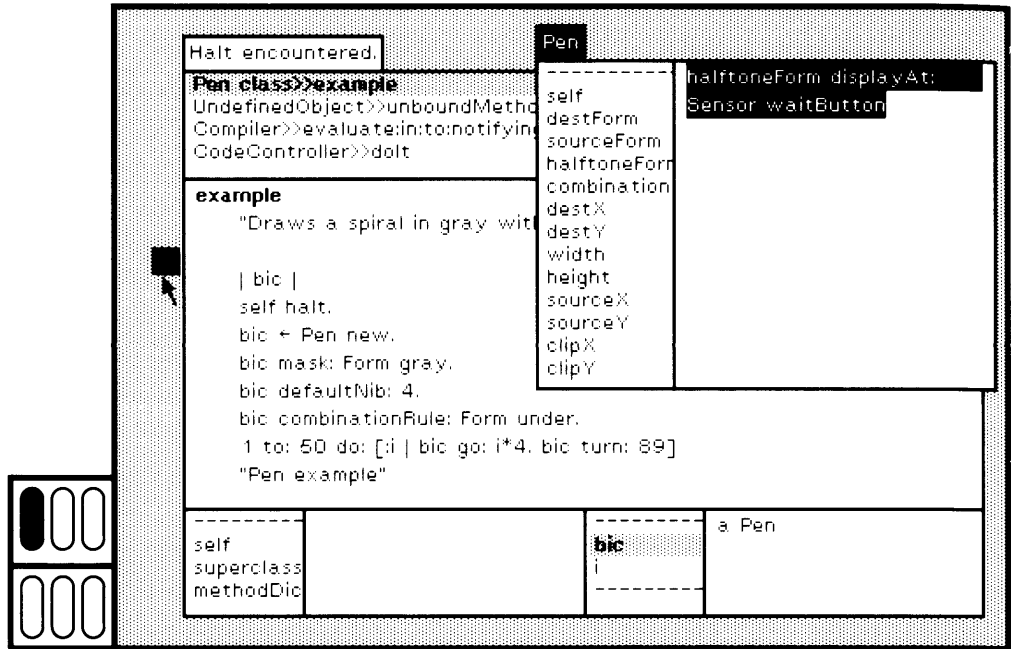 Halt encountered.
Pen class>>example
UndefinedObject>>unboundMetho
Compiler>>evaluate:in:to:notifying
CodeController>>doIt
example
"Draws a spiral in gray wit
| bic |
self halt.
bic ← Pen new.
bic mask: Form gray.
bic defaultNib: 4.
bic combinationRule: Form under.
1 to: 50 do: [:i | bic go: i*4. bic turn: 89]
"Pen example"
self
superclass
methodDic
bic
i
a Pen
Pen
self
destForm
sourceForm
halftoneForm
combination
destX
destY
width
height
sourceX
sourceY
clipX
clipY
halftoneForm displayAt:
Sensor waitButton